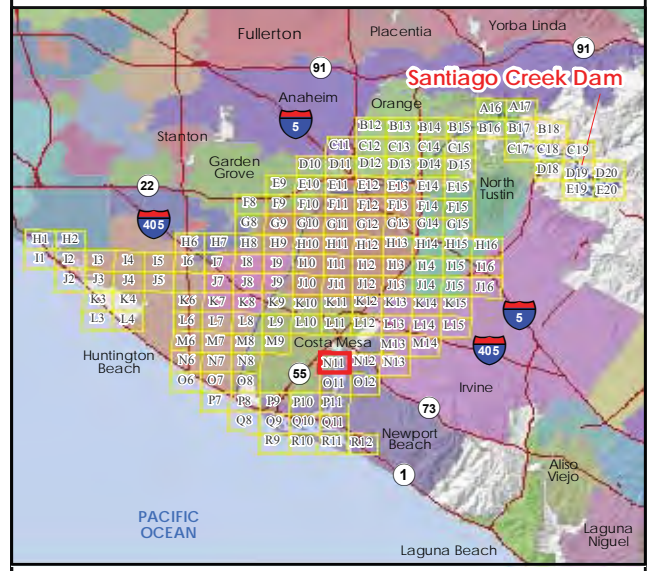 Yorba Linda
Fullerton
Placentia
91
91
Santiago Creek Dam
Anaheim
Orange
A16 A17
5
B12 B13 B14 B15 B16 B17 B18
Stanton
C11 C12 C13 C14 C15 C17 C18 C19
Garden
Grove
D10 D11 D12 D13 D14 D15 D18 D19 D20
22
E9 E10 E11 E12 E13 E14 E15 E19 E20
North
Tustin
F8 F9 F10 F11 F12 F13 F14 F15
405
G8 G9 G10 G11 G12 G13 G14 G15
H1 H2 H6 H7 H8 H9 H10 H11 H12 H13 H14 H15 H16
I1 I2 I3 I4 I5 I6 I7 I8 I9 I10 I11 I12 I13 I14 I15 I16
J2 J3 J4 J5 J7 J8 J9 J10 J11 J12 J13 J14 J15 J16
K3 K4 K6 K7 K8 K9 K10 K11 K12 K13 K14 K15
5
L3 L4 L6 L7 L8 L9 L10 L11 L12 L13 L14 L15
M6 M7 M8 M9 Costa Mesa M13 M14
405
Huntington
Beach
N6 N7 N8 N11 N12 N13
55
O6 O7 O8 O11 O12
Irvine
P7 P8 P9 P10 P11
73
Q8 Q9 Q10 Q11
Newport
Beach
R9 R10 R11 R12
1
Aliso
Viejo
PACIFIC
OCEAN
Laguna
Niguel
Laguna Beach